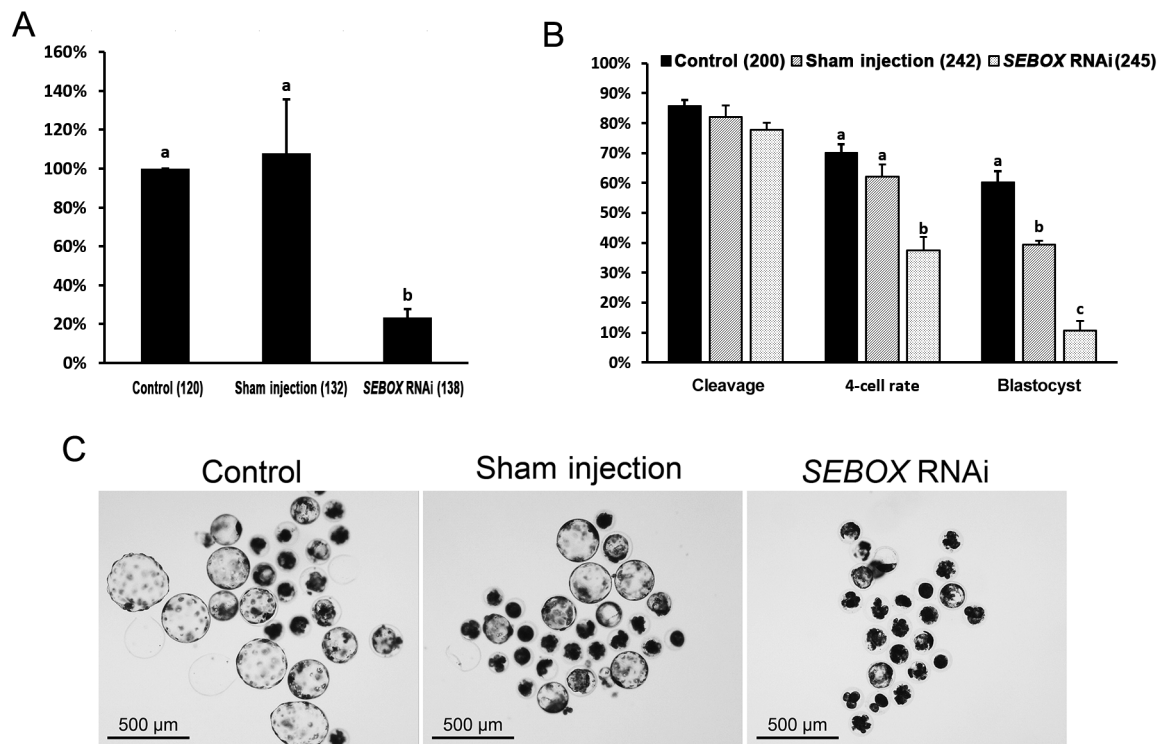 A
160%
140%
120%
100%
80%
60%
40%
20%
0%
a
a
b
Control (120)
Sham injection (132)
SEBOX RNAi (138)
B
Control (200)
Sham injection (242)
SEBOX RNAi(245)
100%
90%
80%
70%
60%
50%
40%
30%
20%
10%
0%
a
a
b
a
b
c
Cleavage
4-cell rate
Blastocyst
C
Control
Sham injection
SEBOX RNAi
500 µm
500 µm
500 µm